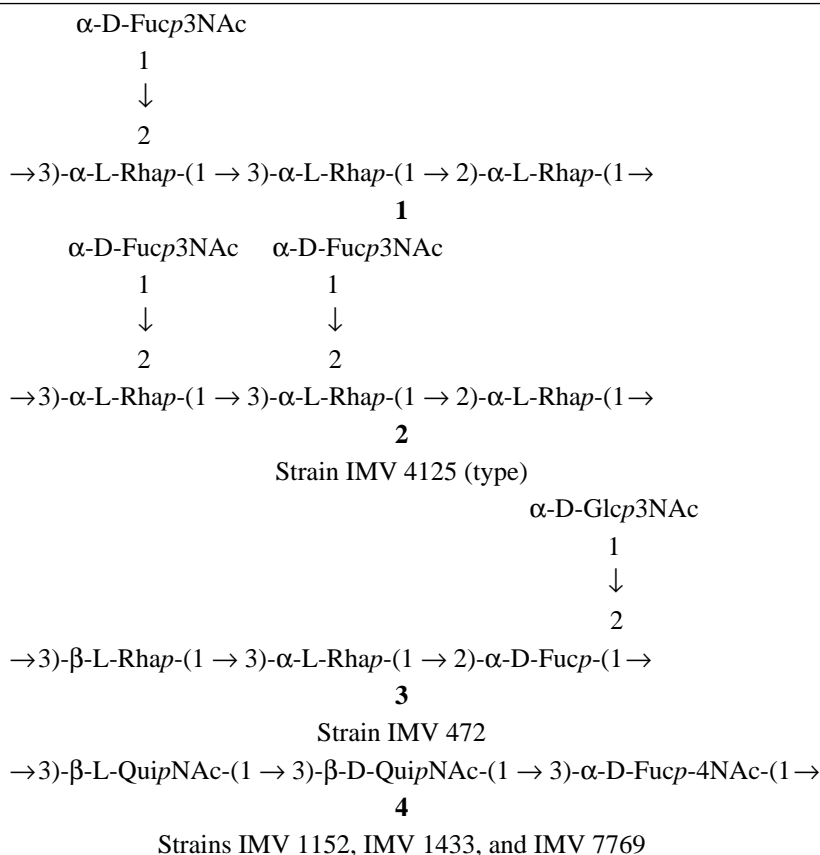 α-D-Fucp3NAc
1
↓
2
→3)-α-L-Rhap-(1 → 3)-α-L-Rhap-(1 → 2)-α-L-Rhap-(1→
1
α-D-Fucp3NAc α-D-Fucp3NAc
1 1
↓ ↓
2 2
→3)-α-L-Rhap-(1 → 3)-α-L-Rhap-(1 → 2)-α-L-Rhap-(1→
2
Strain IMV 4125 (type)
α-D-Glcp3NAc
1
↓
2
→3)-β-L-Rhap-(1 → 3)-α-L-Rhap-(1 → 2)-α-D-Fucp-(1→
3
Strain IMV 472
→3)-β-L-QuipNAc-(1 → 3)-β-D-QuipNAc-(1 → 3)-α-D-Fucp-4NAc-(1→
4
Strains IMV 1152, IMV 1433, and IMV 7769